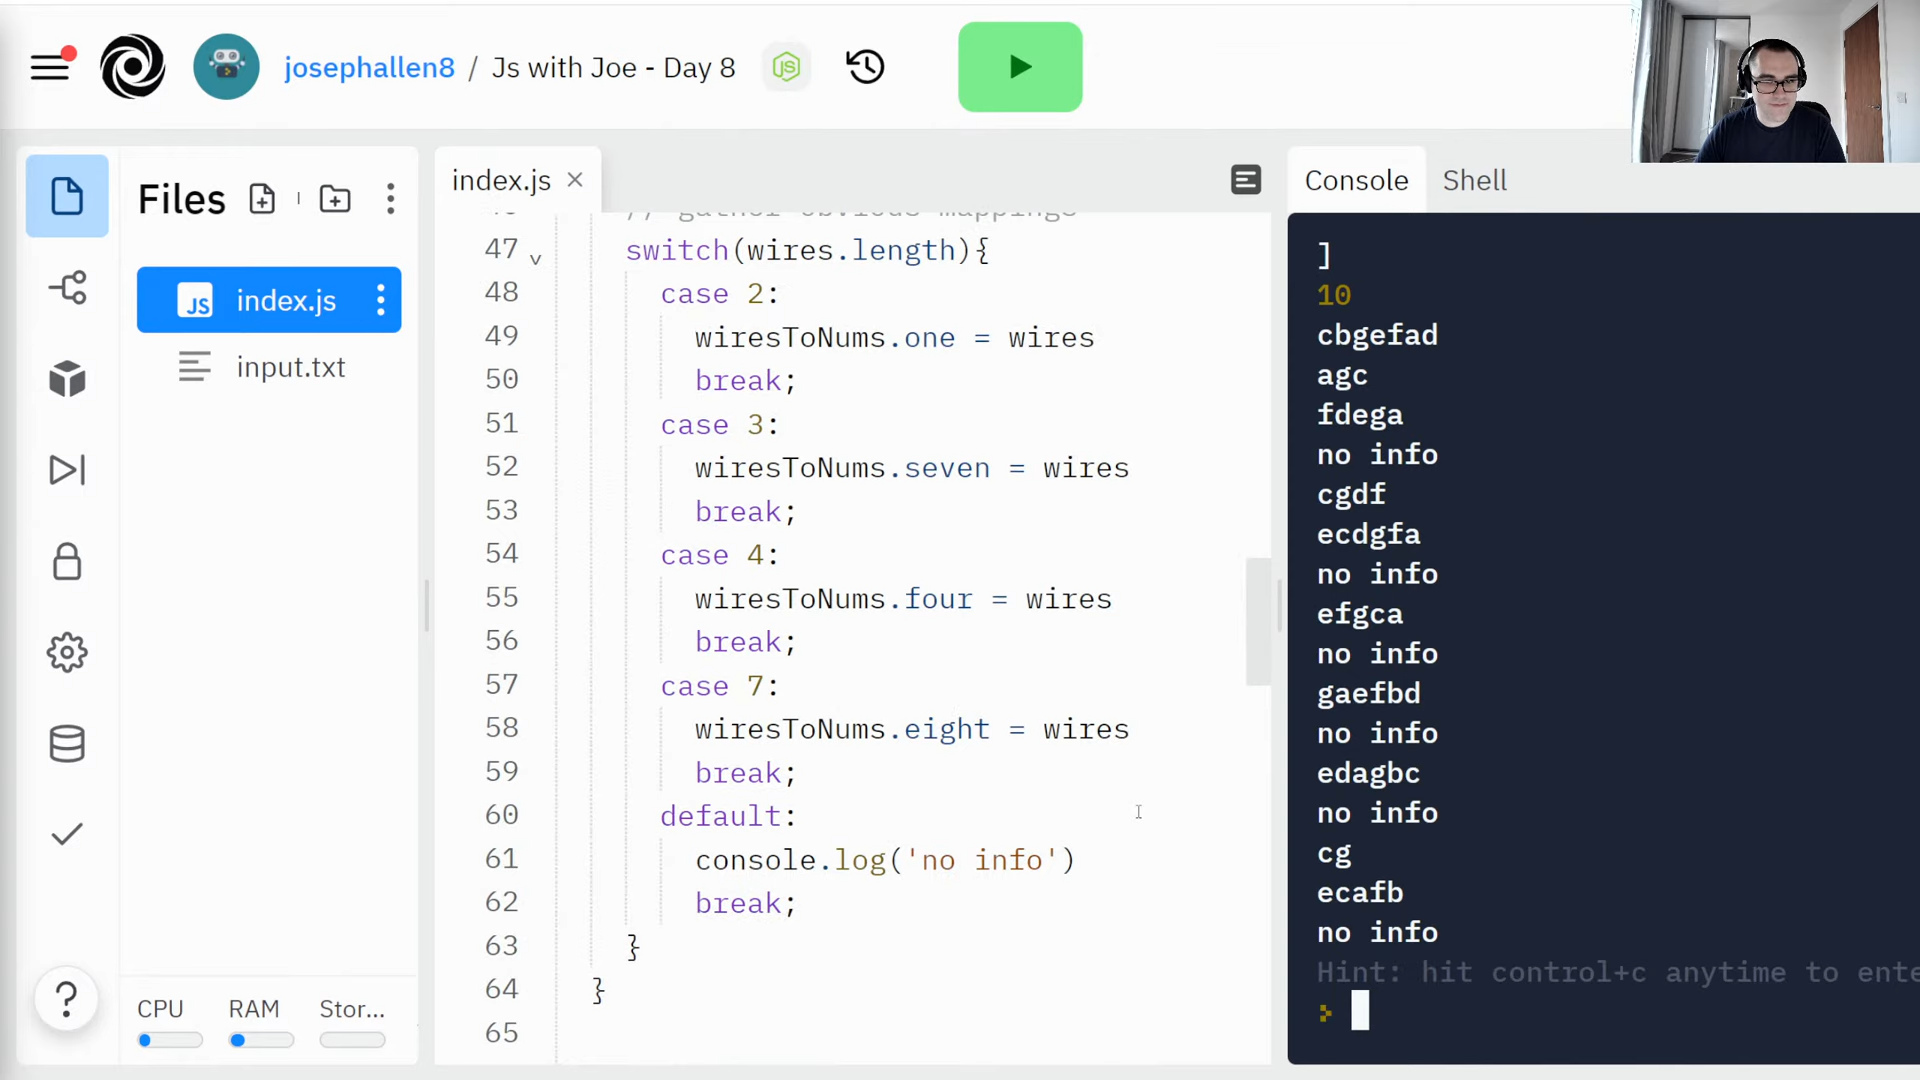 josephallen8 / Js with Joe - Day 8
JS
Files
JS index.js
input.txt
CPU RAM Stor...
?
index.js ×
// gather obvious mappings
47 switch(wires.length){
48 case 2:
49 wiresToNums.one = wires
50 break;
51 case 3:
52 wiresToNums.seven = wires
53 break;
54 case 4:
55 wiresToNums.four = wires
56 break;
57 case 7:
58 wiresToNums.eight = wires
59 break;
60 default:
61 console.log('no info')
62 break;
63 }
64 }
65
Console Shell
]
10
cbgefad
agc
fdega
no info
cgdf
ecdgfa
no info
efgca
no info
gaefbd
no info
edagbc
no info
cg
ecafb
no info
Hint: hit control+c anytime to ente